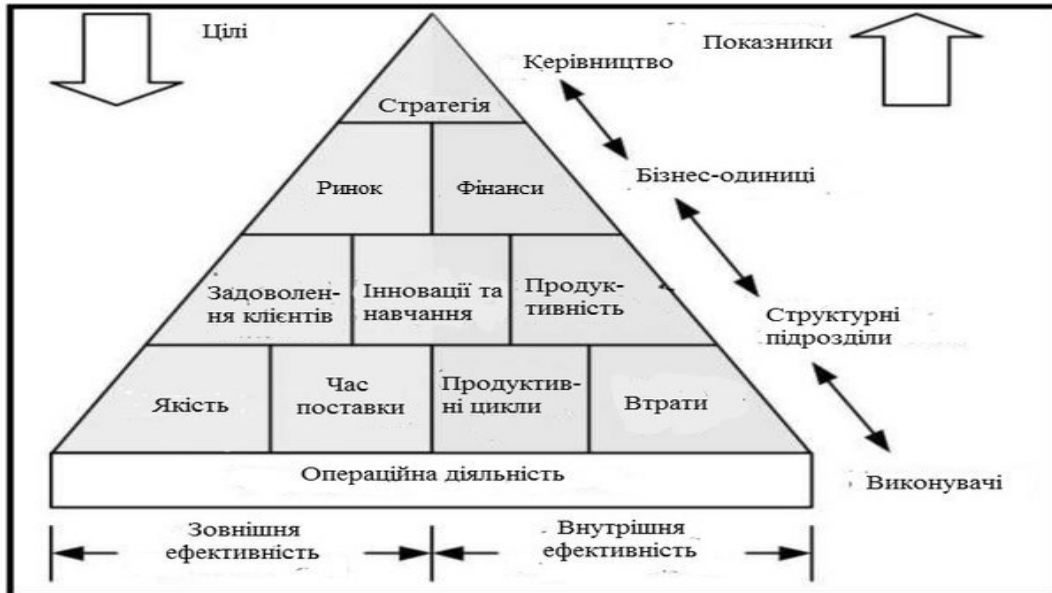 Цілі
Показники
Керівництво
Стратегія
Ринок
Фінанси
Бізнес-одиниці
Задоволен-
ня клієнтів
Інновації та
навчання
Продук-
тивність
Структурні
підрозділи
Якість
Час
поставки
Продуктив-
ні цикли
Втрати
Операційна діяльність
Виконувачі
Зовнішня
ефективність
Внутрішня
ефективність